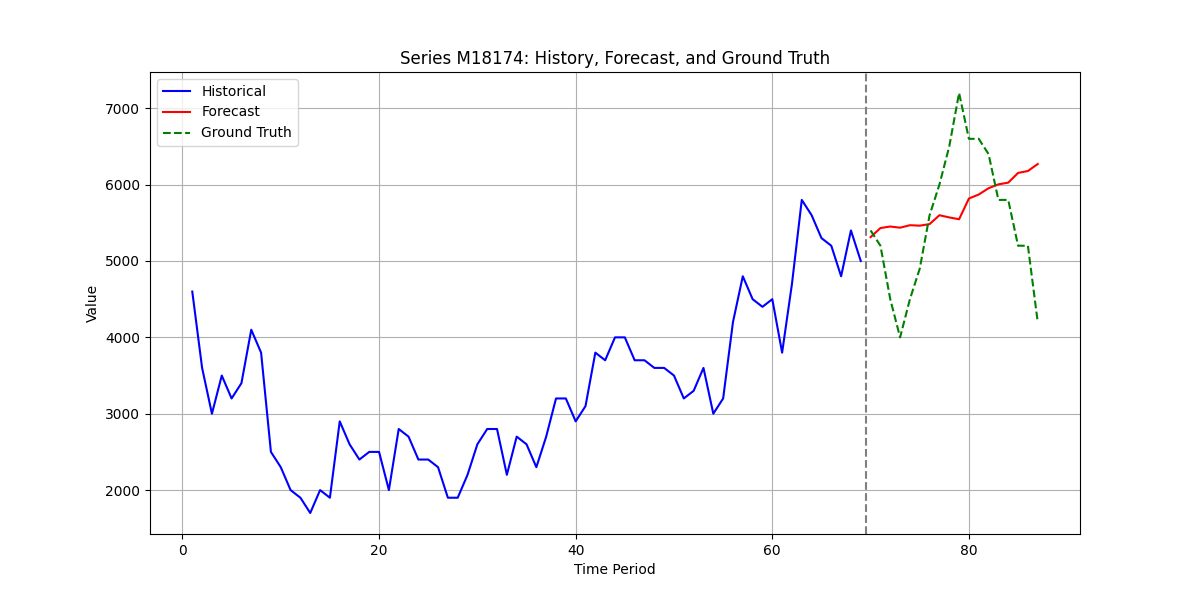 Series M18174: History, Forecast, and Ground Truth
Historical
Forecast
Ground Truth
7000
6000
5000
4000
3000
2000
Value
0 20 40 60 80
Time Period